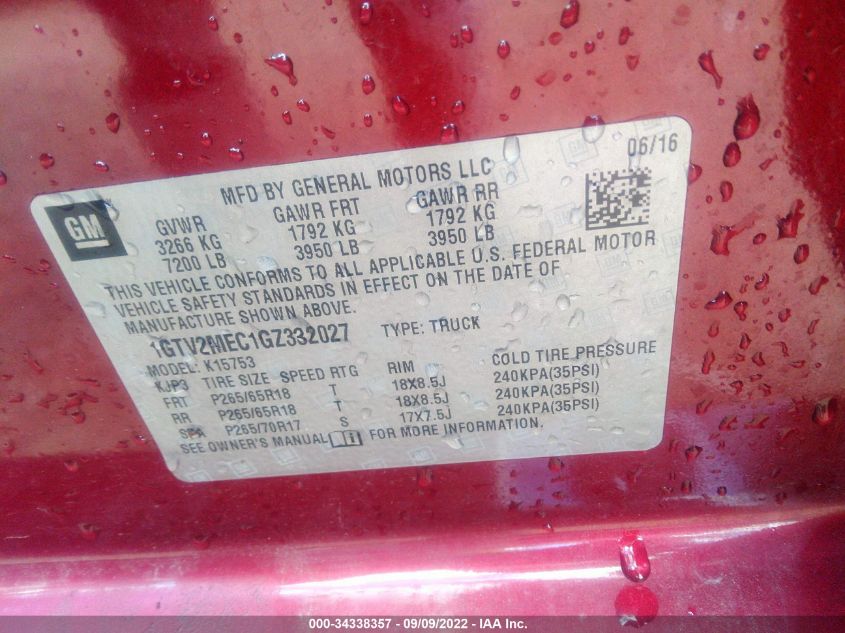 06/16
MFD BY GENERAL MOTORS LLC
GM
GVWR GAWR FRT GAWR RR
3266 KG 1792 KG 1792 KG
7200 LB 3950 LB 3950 LB
THIS VEHICLE CONFORMS TO ALL APPLICABLE U.S. FEDERAL MOTOR
VEHICLE SAFETY STANDARDS IN EFFECT ON THE DATE OF
MANUFACTURE SHOWN ABOVE.
1GTV2MEC1GZ332027 TYPE: TRUCK
MODEL: K15753
KJP3 TIRE SIZE SPEED RTG RIM COLD TIRE PRESSURE
FRT P265/65R18 T 18X8.5J 240KPA(35PSI)
RR P265/65R18 T 18X8.5J 240KPA(35PSI)
SPA P265/70R17 S 17X7.5J 240KPA(35PSI)
SEE OWNER'S MANUAL FOR MORE INFORMATION.
000-34338357 - 09/09/2022 - IAA Inc.